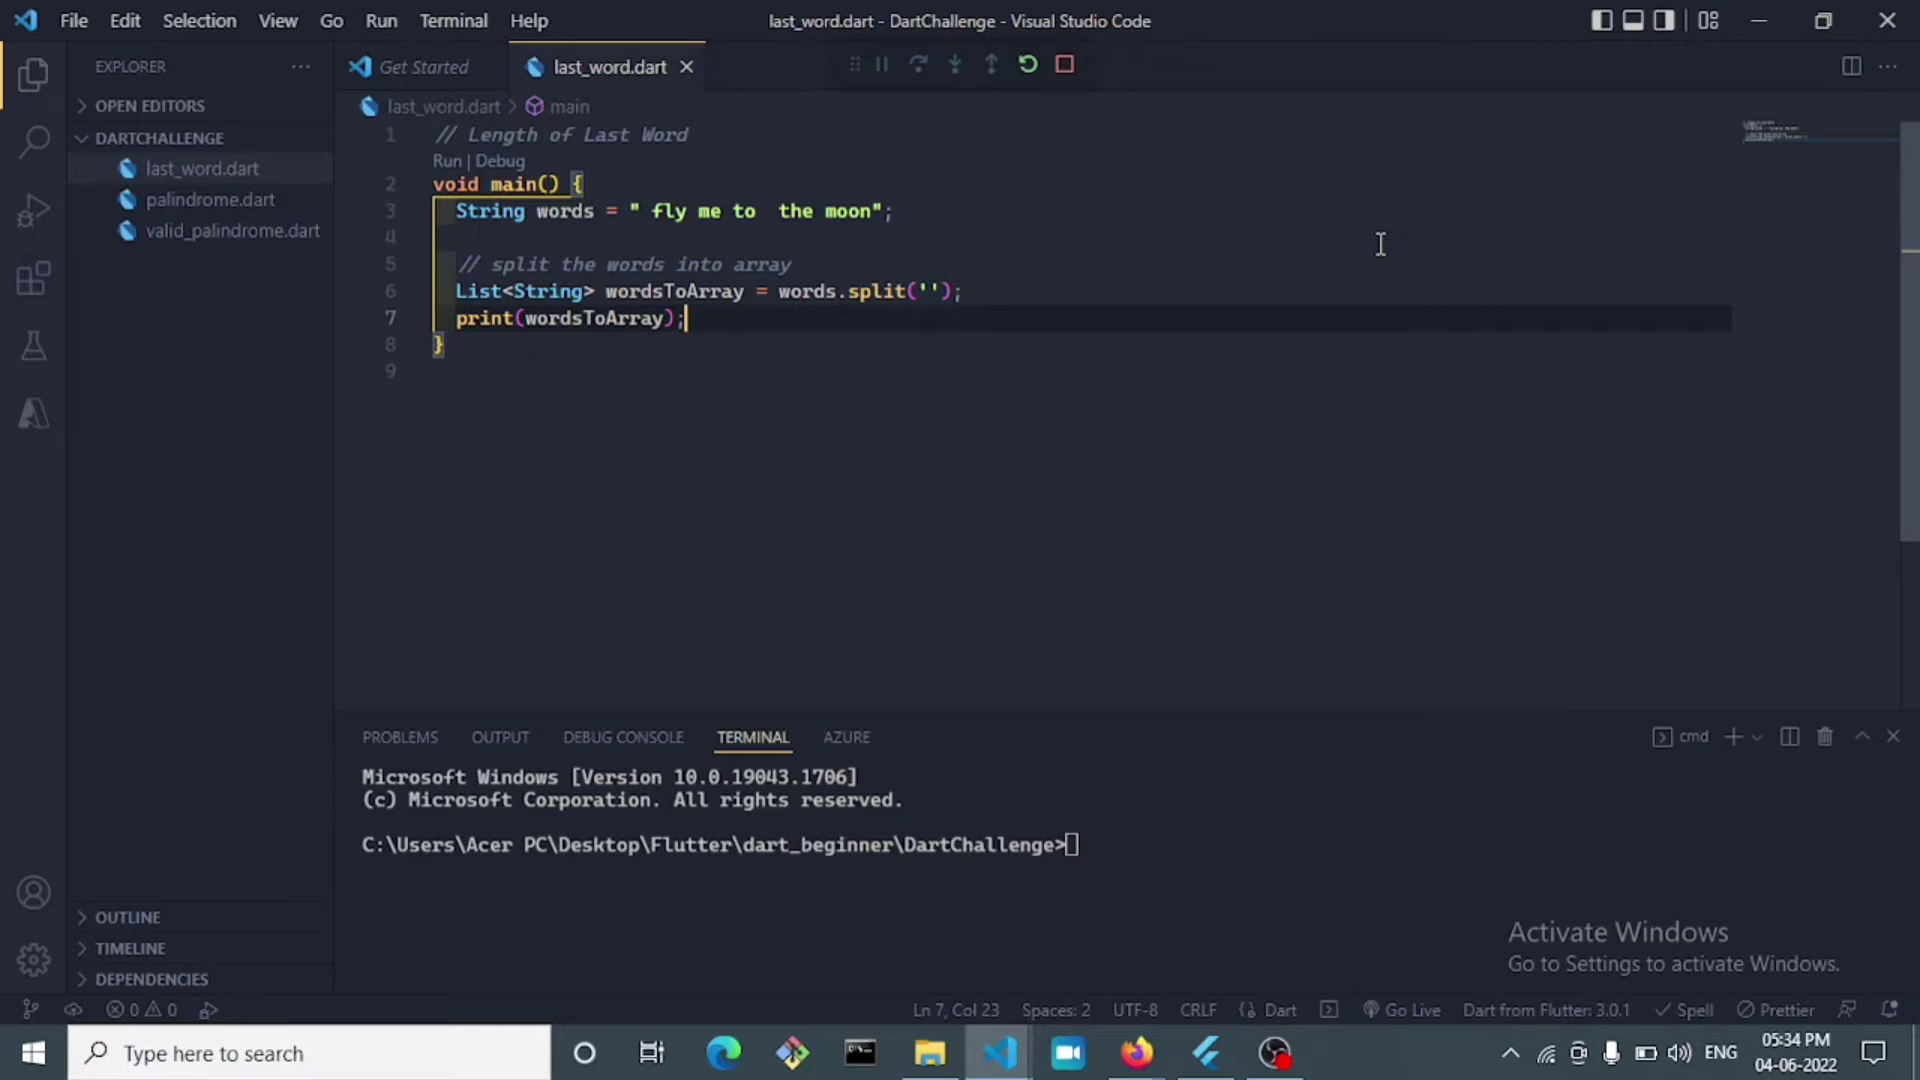 File Edit Selection View Go Run Terminal Help
last_word.dart - DartChallenge - Visual Studio Code
EXPLORER
OPEN EDITORS
DARTCHALLENGE
last_word.dart
palindrome.dart
valid_palindrome.dart
OUTLINE
TIMELINE
DEPENDENCIES
Get Started
last_word.dart
last_word.dart > main
1 // Length of Last Word
Run | Debug
2 void main() {
3 String words = " fly me to  the moon";
4
5 // split the words into array
6 List<String> wordsToArray = words.split('');
7 print(wordsToArray);
8 }
9
PROBLEMS OUTPUT DEBUG CONSOLE TERMINAL AZURE
cmd
Microsoft Windows [Version 10.0.19043.1706]
(c) Microsoft Corporation. All rights reserved.
C:\Users\Acer PC\Desktop\Flutter\dart_beginner\DartChallenge>
Activate Windows
Go to Settings to activate Windows.
0 0
Ln 7, Col 23 Spaces: 2 UTF-8 CRLF Dart Go Live Dart from Flutter: 3.0.1 Spell Prettier
Type here to search
ENG
05:34 PM
04-06-2022